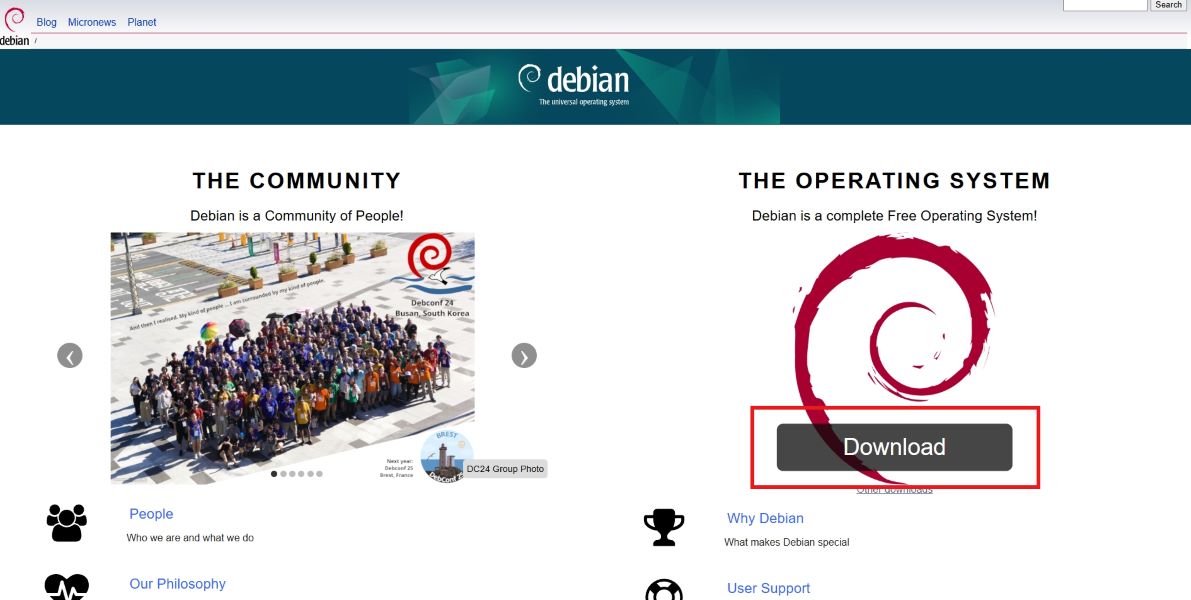 Search
Blog Micronews Planet
debian /
debian
The universal operating system
THE COMMUNITY
Debian is a Community of People!
And then I realised. My kind of people ... I am surrounded by my kind of people.
Debconf 24
Busan, South Korea
‹
›
BREST
Next year:
Debconf 25
Brest, France
DebConf 25
DC24 Group Photo
People
Who we are and what we do
Our Philosophy
THE OPERATING SYSTEM
Debian is a complete Free Operating System!
Download
Other downloads
Why Debian
What makes Debian special
User Support